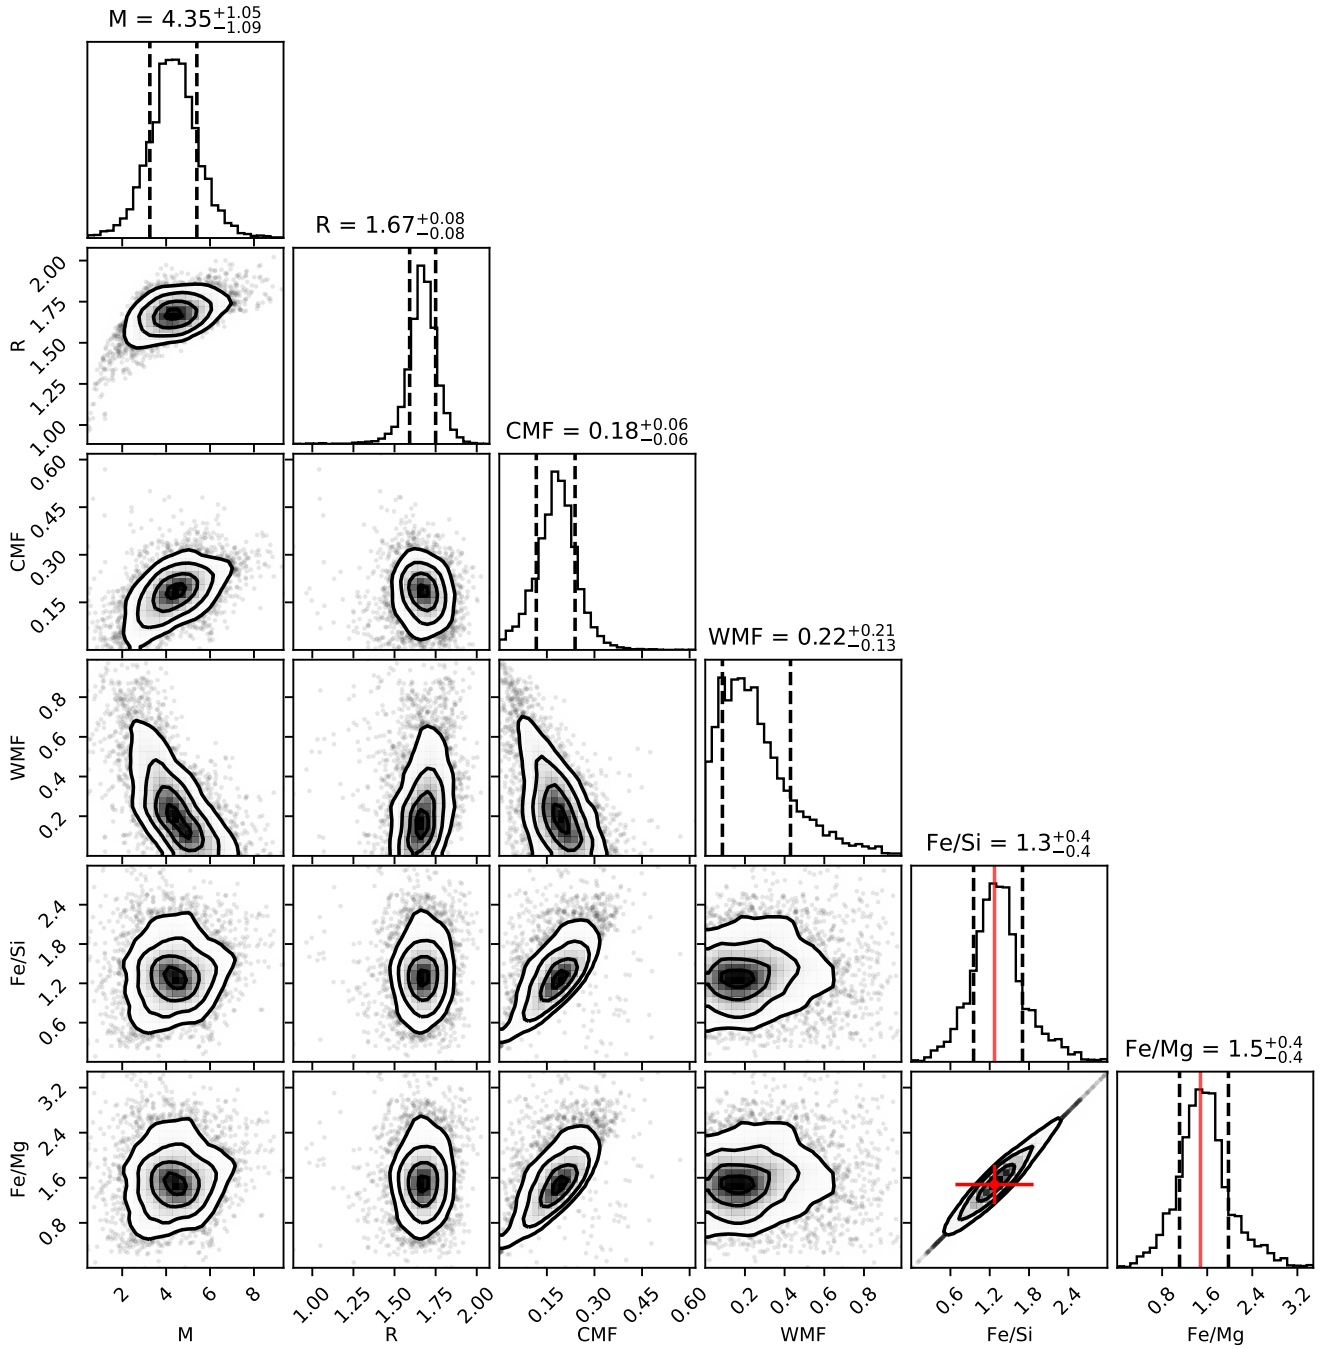 M = 4.35+1.05−1.09
R = 1.67+0.08−0.08
2.00
1.75
1.50
1.25
1.00
R
CMF = 0.18+0.06−0.06
0.60
0.45
0.30
0.15
CMF
WMF = 0.22+0.21−0.13
0.8
0.6
0.4
0.2
WMF
Fe/Si = 1.3+0.4−0.4
2.4
1.8
1.2
0.6
Fe/Si
Fe/Mg = 1.5+0.4−0.4
3.2
2.4
1.6
0.8
Fe/Mg
2 4 6 8
1.00 1.25 1.50 1.75 2.00
0.15 0.30 0.45 0.60
0.2 0.4 0.6 0.8
0.6 1.2 1.8 2.4
0.8 1.6 2.4 3.2
M R CMF WMF Fe/Si Fe/Mg